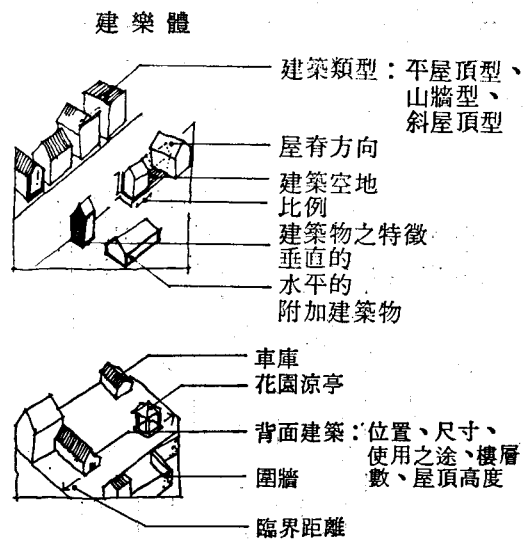 建樂體
建築類型：平屋頂型、
山牆型、
斜屋頂型
屋脊方向
建築空地
比例
建築物之特徵
垂直的
水平的
附加建築物
車庫
花園涼亭
背面建築：位置、尺寸、
使用之途、樓層
數、屋頂高度
圍牆
臨界距離